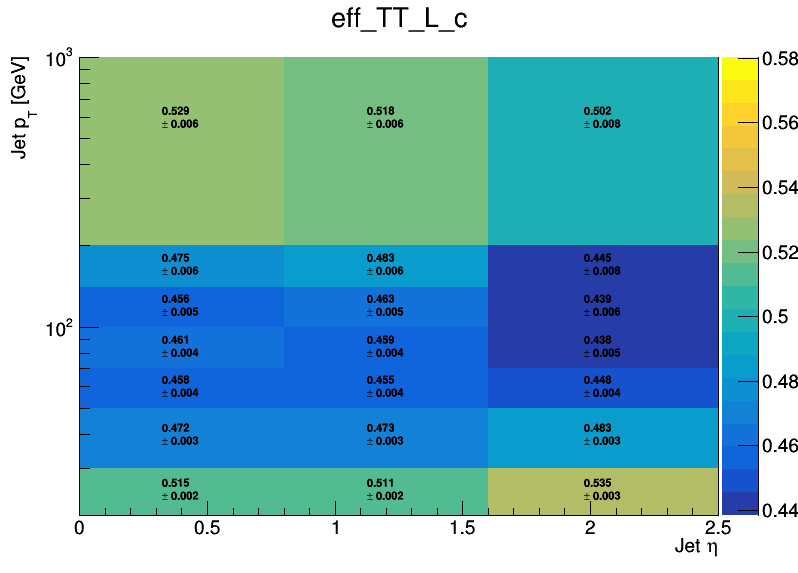 eff_TT_L_c
Jet p_T [GeV]
10^3
10^2
0.529 0.518 0.502
± 0.006 ± 0.006 ± 0.008
0.475 0.483 0.445
± 0.006 ± 0.006 ± 0.008
0.456 0.463 0.439
± 0.005 ± 0.005 ± 0.006
0.461 0.459 0.438
± 0.004 ± 0.004 ± 0.005
0.458 0.455 0.448
± 0.004 ± 0.004 ± 0.004
0.472 0.473 0.483
± 0.003 ± 0.003 ± 0.003
0.515 0.511 0.535
± 0.002 ± 0.002 ± 0.003
0 0.5 1 1.5 2 2.5
Jet η
0.58
0.56
0.54
0.52
0.5
0.48
0.46
0.44